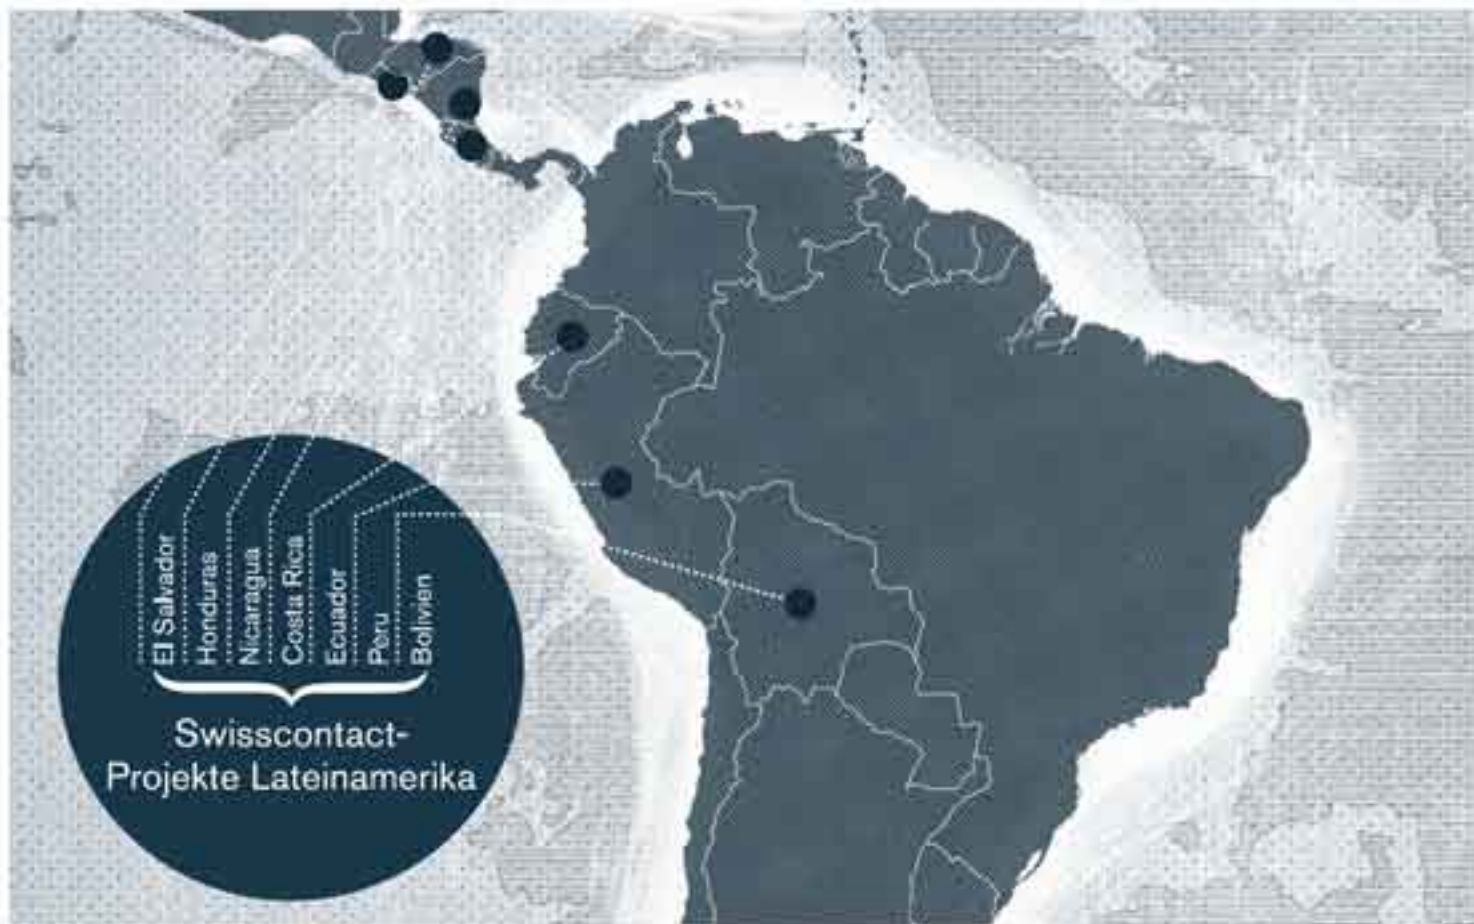 El Salvador
Honduras
Nicaragua
Costa Rica
Ecuador
Peru
Bolivien
Swisscontact-
Projekte Lateinamerika